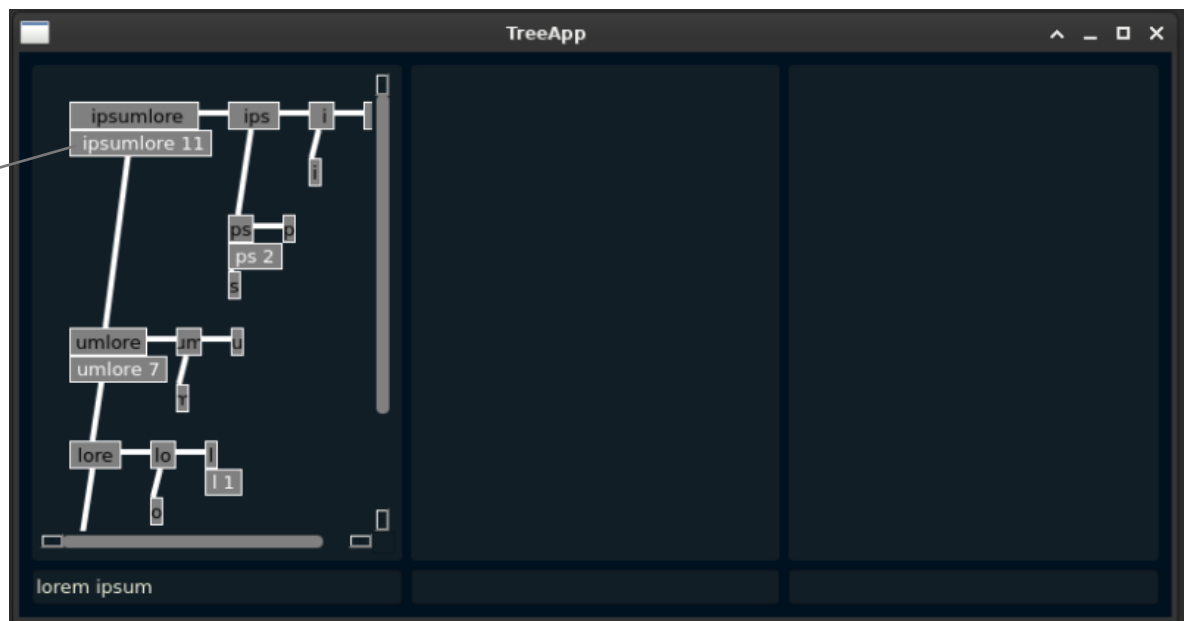 TreeApp
ipsumlore ips i
ipsumlore 11
i
ps p
ps 2
s
umlore um u
umlore 7
lore lo l
l 1
o
lorem ipsum